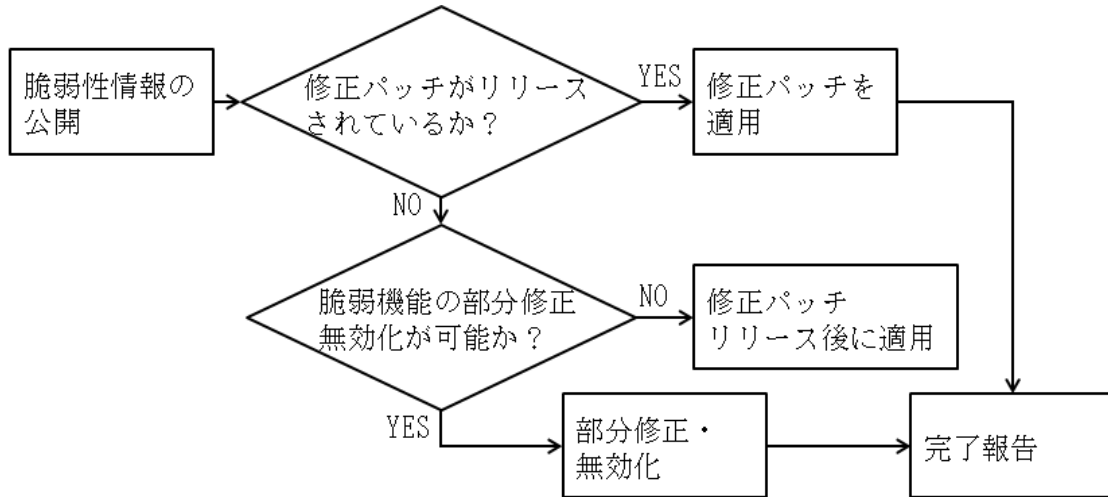 脆弱性情報の
公開
修正パッチがリリース
されているか？
YES
修正パッチを
適用
NO
脆弱機能の部分修正
無効化が可能か？
NO
修正パッチ
リリース後に適用
YES
部分修正・
無効化
完了報告